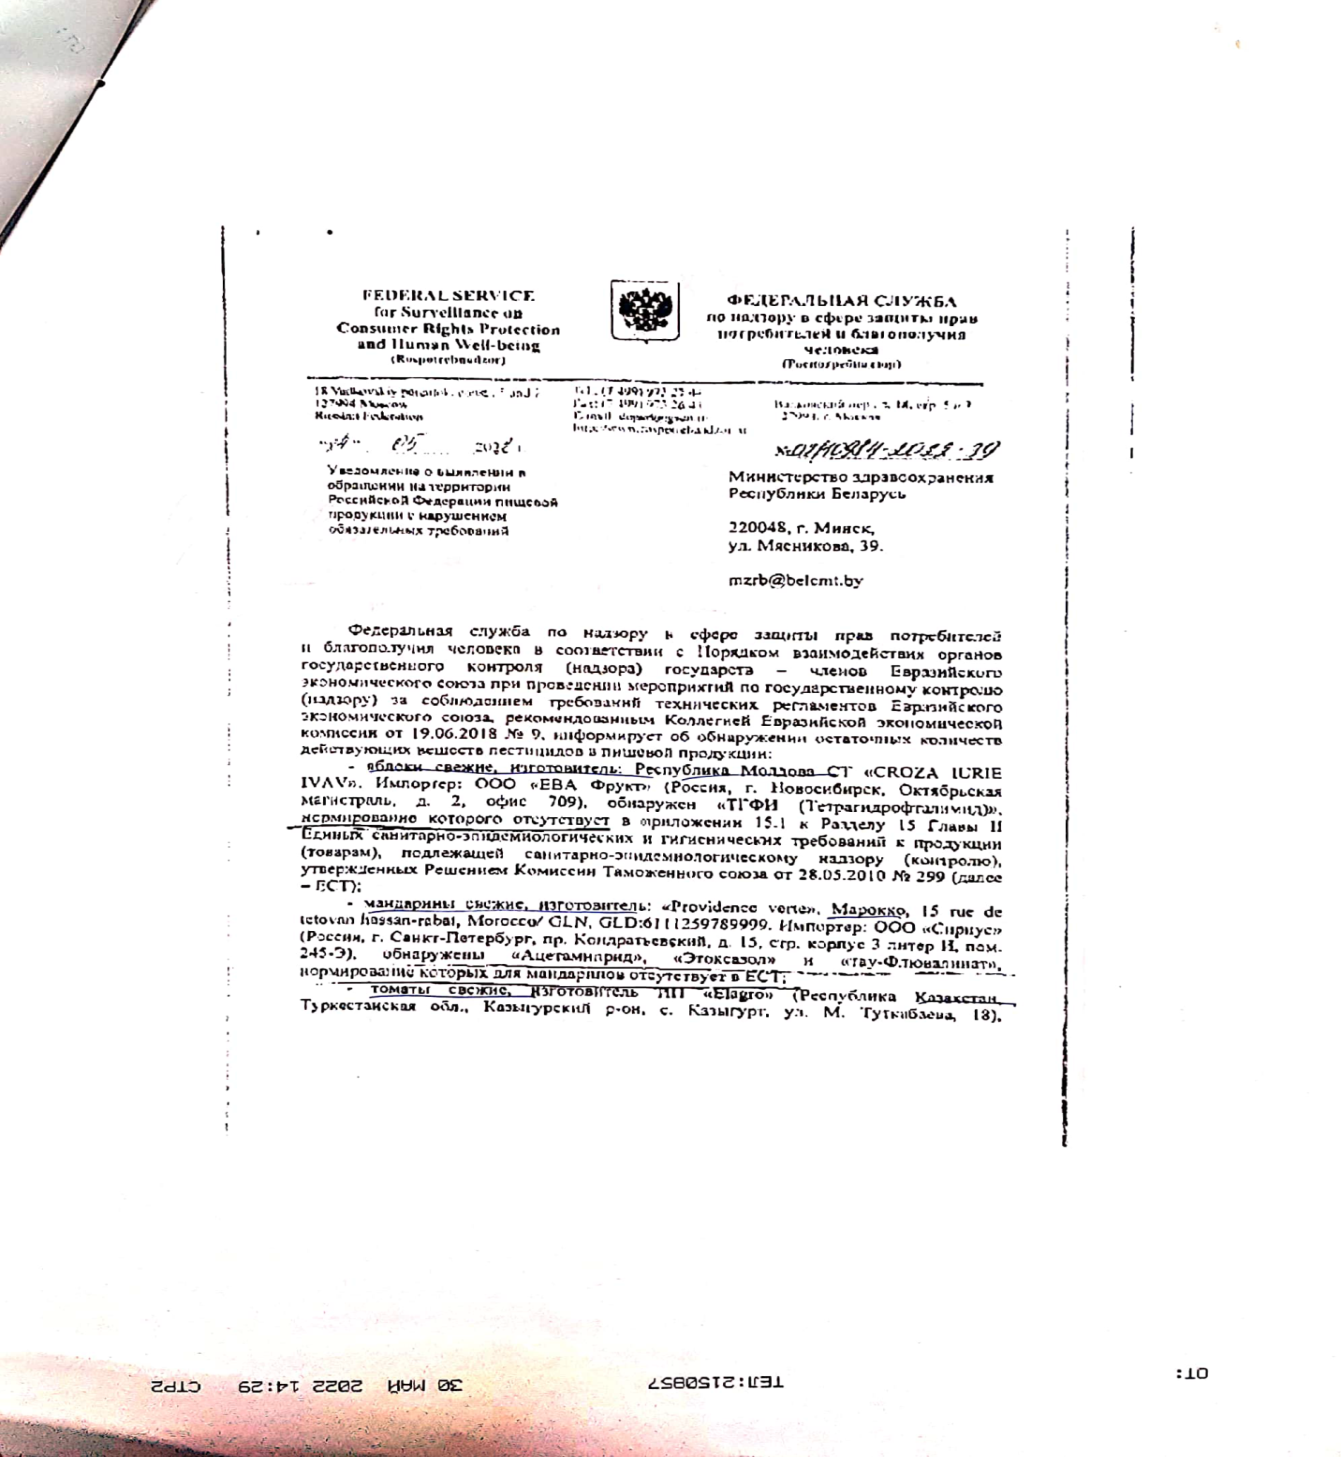 FEDERAL SERVICE
for Surveillance on
Consumer Rights Protection
and Human Well-being
(Rospotrebnadzor)
ФЕДЕРАЛЬНАЯ СЛУЖБА
по надзору в сфере защиты прав
потребителей и благополучия
человека
(Роспотребнадзор)
127994 Moscow
Russian Federation
05 2022 г
Уведомление о выявлении в
обращении на территории
Российской Федерации пищевой
продукции с нарушением
обязательных требований
Министерство здравоохранения
Республики Беларусь
220048, г. Минск,
ул. Мясникова, 39.
mzrb@belcmt.by
Федеральная служба по надзору в сфере защиты прав потребителей
и благополучия человека в соответствии с Порядком взаимодействия органов
государственного контроля (надзора) государств – членов Евразийского
экономического союза при проведении мероприятий по государственному контролю
(надзору) за соблюдением требований технических регламентов Евразийского
экономического союза, рекомендованным Коллегией Евразийской экономической
комиссии от 19.06.2018 № 9, информирует об обнаружении остаточных количеств
действующих веществ пестицидов в пищевой продукции:
- яблоки свежие, изготовитель: Республика Молдова СТ «CROZA IURIE
IVAV». Импортер: ООО «ЕВА Фрукт» (Россия, г. Новосибирск, Октябрьская
магистраль, д. 2, офис 709), обнаружен «ТГФИ (Тетрагидрофталимид)»,
нормирование которого отсутствует в приложении 15.1 к Разделу 15 Главы II
Единых санитарно-эпидемиологических и гигиенических требований к продукции
(товарам), подлежащей санитарно-эпидемиологическому надзору (контролю),
утвержденных Решением Комиссии Таможенного союза от 28.05.2010 № 299 (далее
– ЕСТ);
- мандарины свежие, изготовитель: «Providence verte», Марокко, 15 rue de
tetovan hassan-rabat, Morocco/ GLN, GLD:6111259789999. Импортер: ООО «Сириус»
(Россия, г. Санкт-Петербург, пр. Кондратьевский, д. 15, стр. корпус 3 литер И, пом.
245-Э), обнаружены «Ацетамиприд», «Этоксазол» и «тау-Флювалинат»,
нормирование которых для мандаринов отсутствует в ЕСТ;
- томаты свежие, изготовитель ПП «Elagro» (Республика Казахстан,
Туркестанская обл., Казыгурский р-он, с. Казыгурт, ул. М. Туткибаева, 18),
ОТ:
ТЕЛ:2150857
30 МАЙ 2022 14:29 СТР2